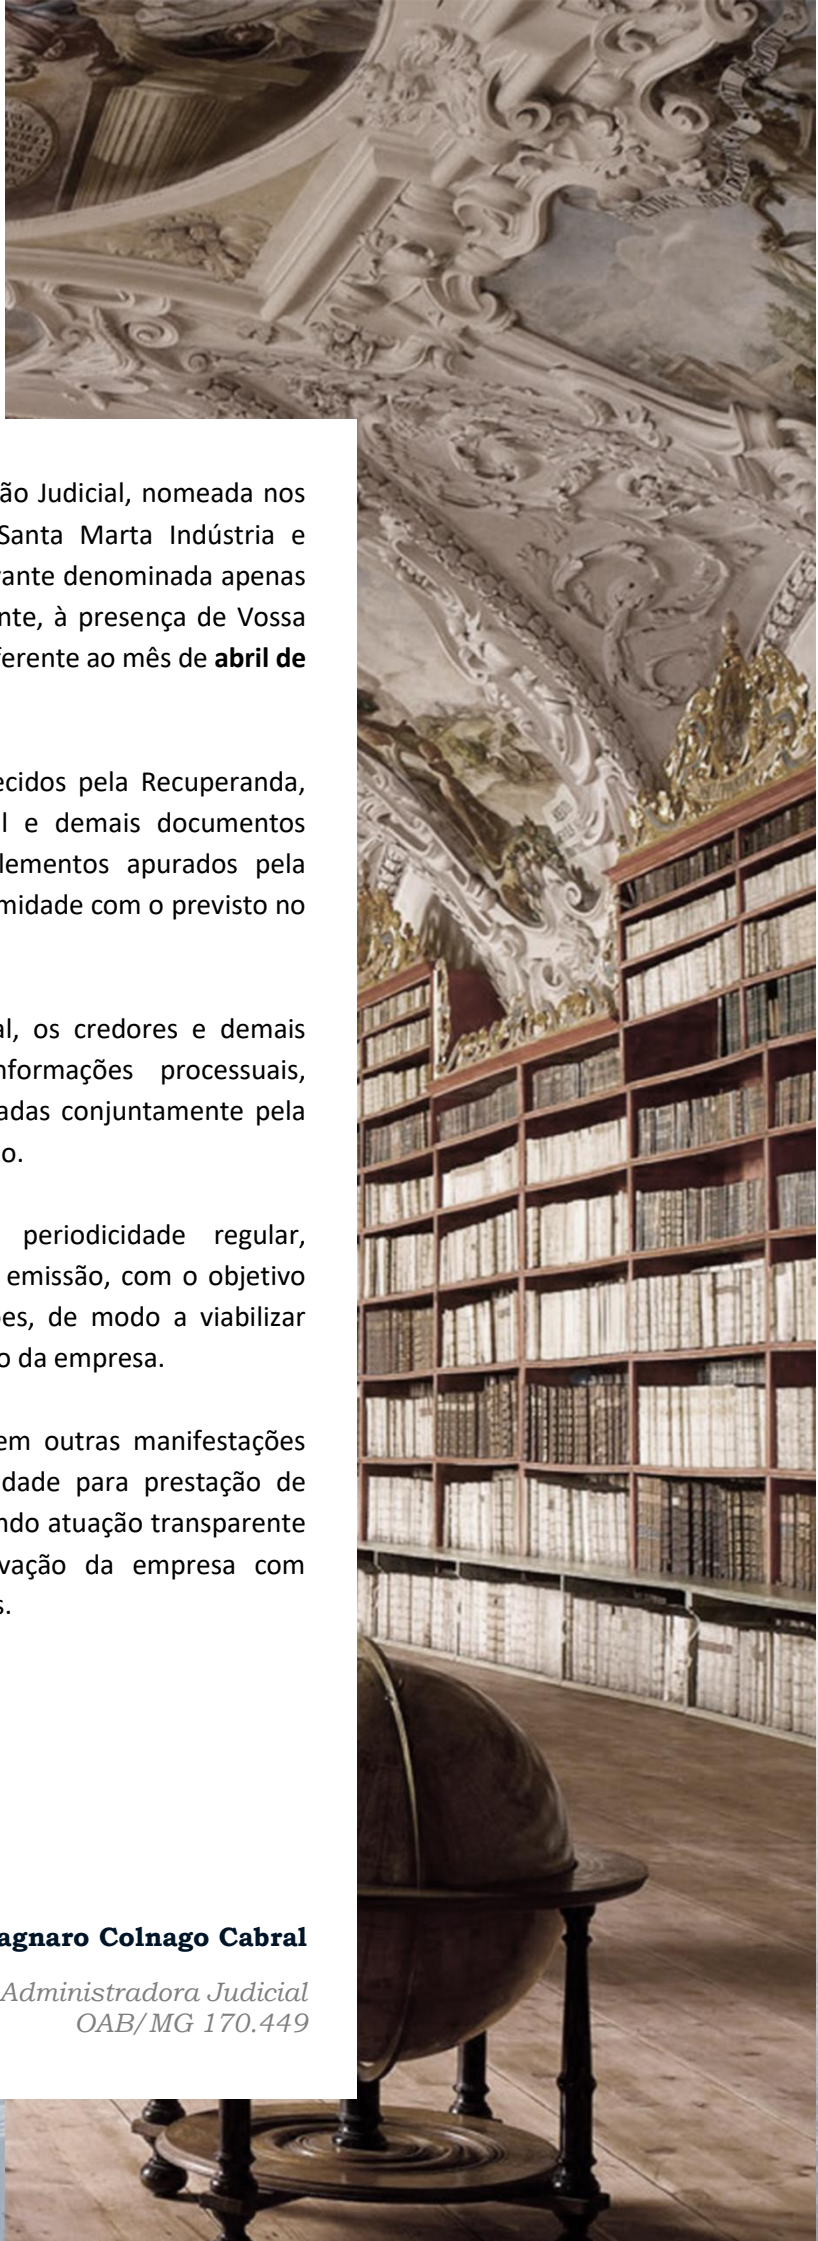 ão Judicial, nomeada nos
Santa Marta Indústria e
rante denominada apenas
nte, à presença de Vossa
ferente ao mês de abril de
ecidos pela Recuperanda,
l e demais documentos
lementos apurados pela
midade com o previsto no
al, os credores e demais
nformações processuais,
adas conjuntamente pela
o.
periodicidade regular,
emissão, com o objetivo
es, de modo a viabilizar
o da empresa.
em outras manifestações
dade para prestação de
ndo atuação transparente
vação da empresa com
s.
agnaro Colnago Cabral
Administradora Judicial
OAB/MG 170.449